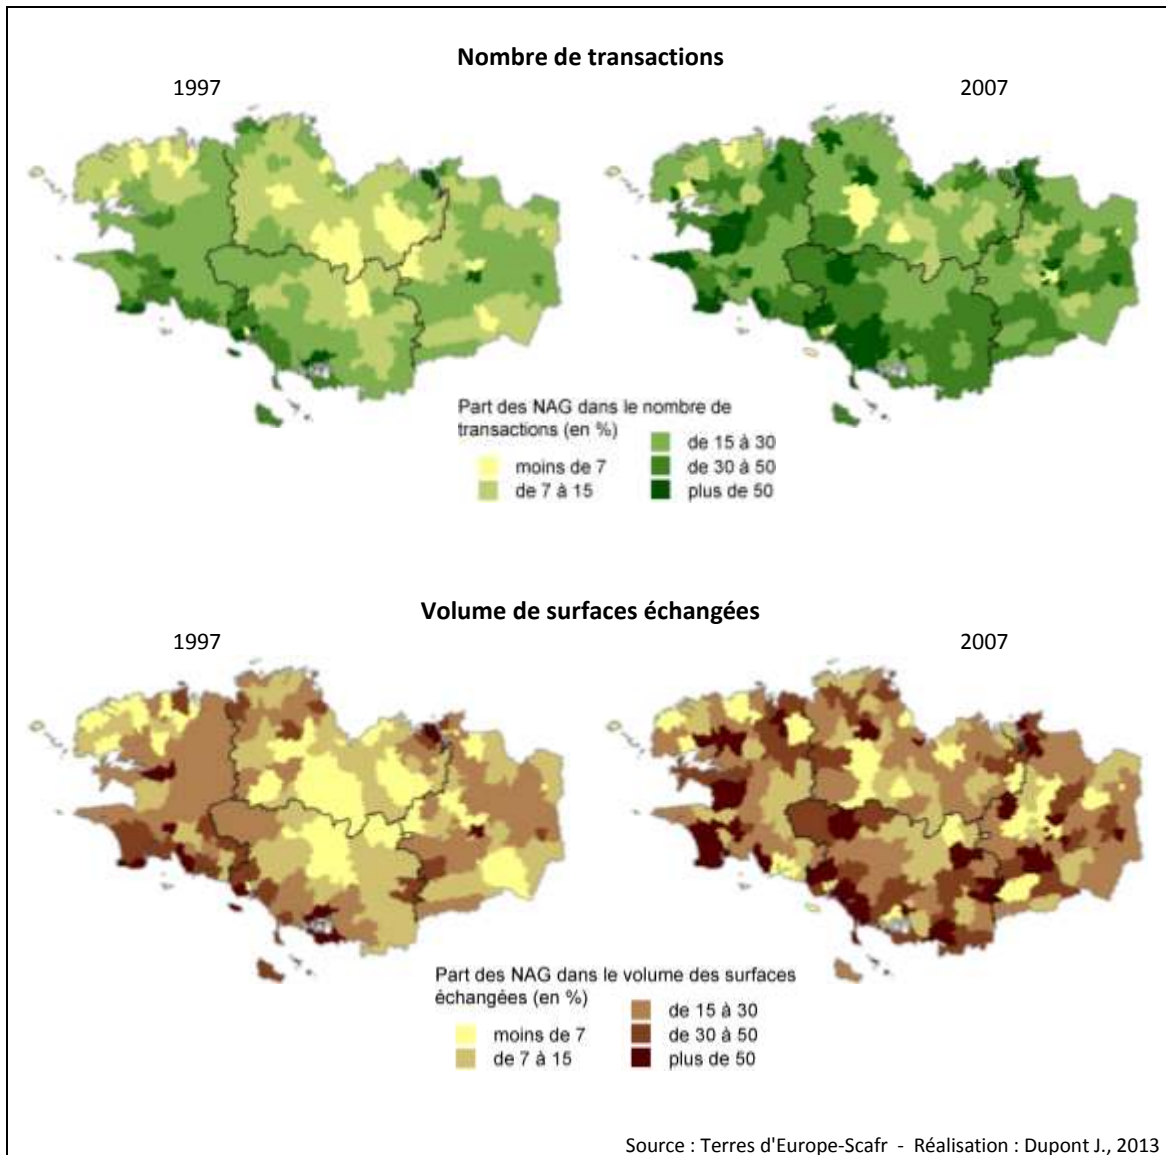 Nombre de transactions
1997
2007
Part des NAG dans le nombre de
transactions (en %)
moins de 7
de 7 à 15
de 15 à 30
de 30 à 50
plus de 50
Volume de surfaces échangées
1997
2007
Part des NAG dans le volume des surfaces
échangées (en %)
moins de 7
de 7 à 15
de 15 à 30
de 30 à 50
plus de 50
Source : Terres d'Europe-Scafr - Réalisation : Dupont J., 2013